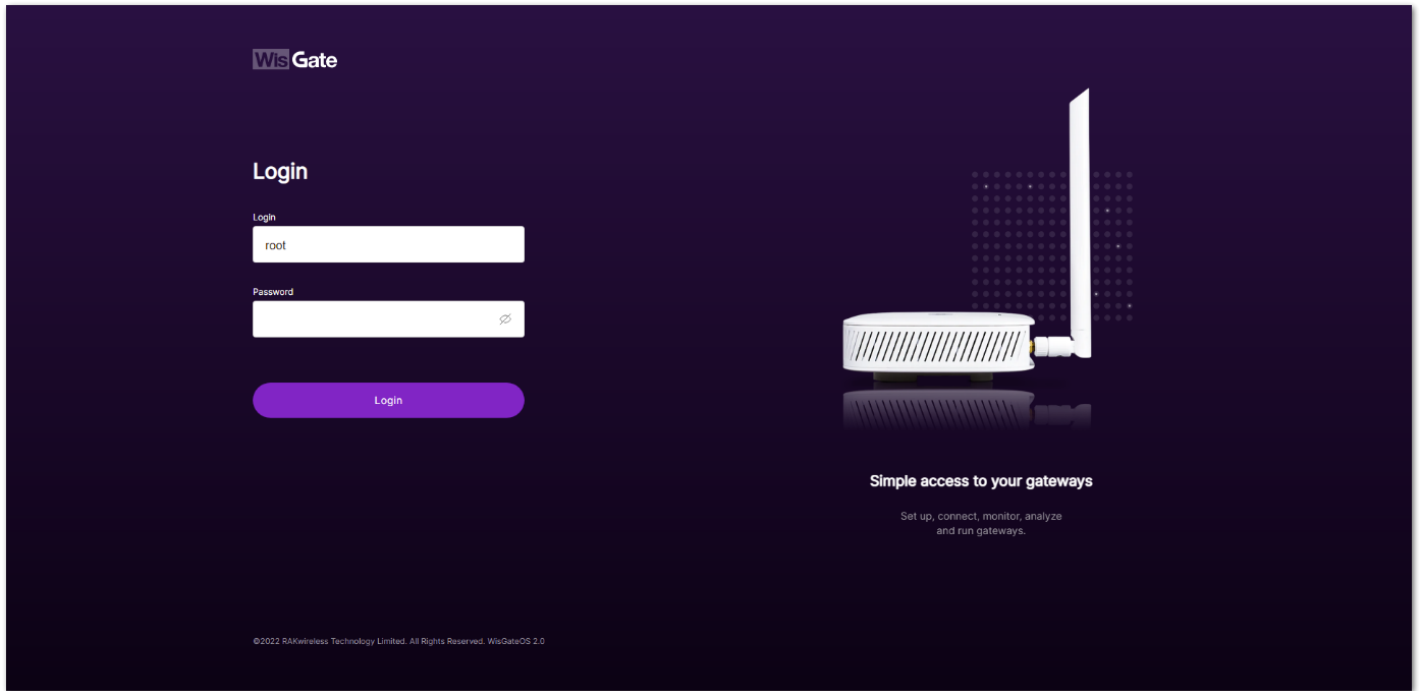 WisGate
Login
Login
root
Password
Login
Simple access to your gateways
Set up, connect, monitor, analyze
and run gateways.
©2022 RAKwireless Technology Limited. All Rights Reserved. WisGateOS 2.0